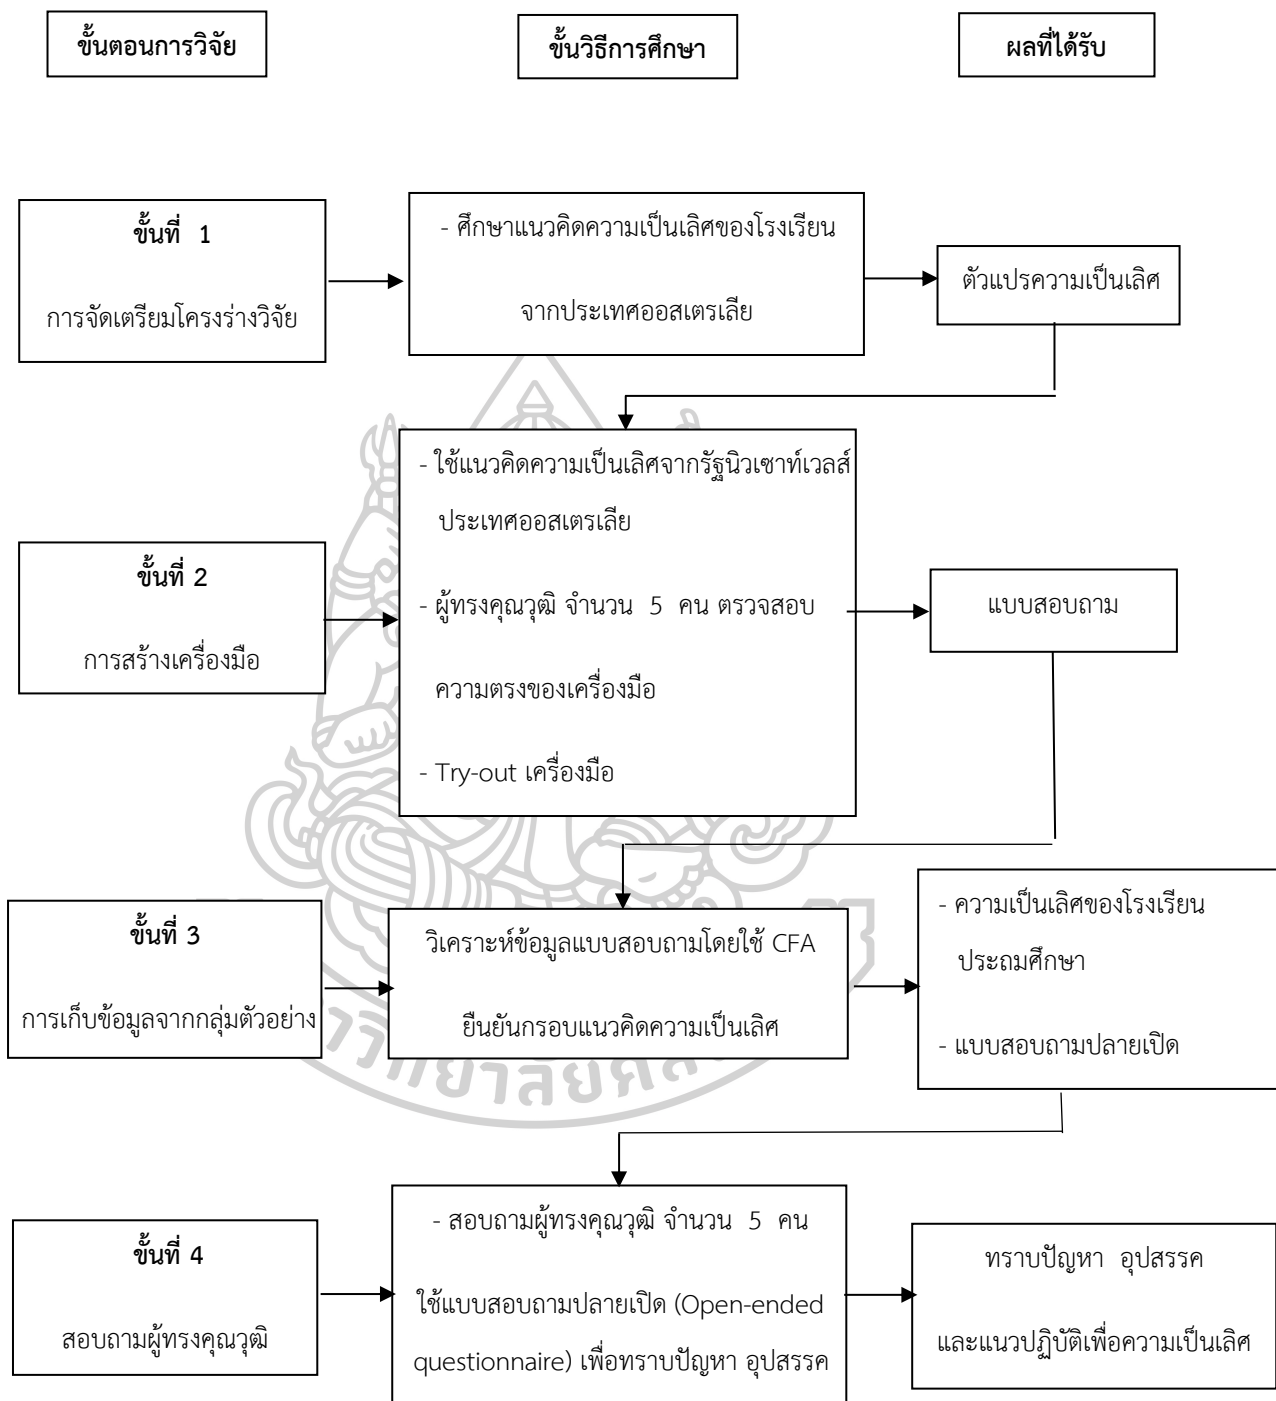 ขั้นตอนการวิจัย
ขั้นวิธีการศึกษา
ผลที่ได้รับ
ขั้นที่ 1
การจัดเตรียมโครงร่างวิจัย
- ศึกษาแนวคิดความเป็นเลิศของโรงเรียน
จากประเทศออสเตรเลีย
ตัวแปรความเป็นเลิศ
ขั้นที่ 2
การสร้างเครื่องมือ
- ใช้แนวคิดความเป็นเลิศจากรัฐนิวเซาท์เวลส์
ประเทศออสเตรเลีย
- ผู้ทรงคุณวุฒิ จำนวน 5 คน ตรวจสอบ
ความตรงของเครื่องมือ
- Try-out เครื่องมือ
แบบสอบถาม
ขั้นที่ 3
การเก็บข้อมูลจากกลุ่มตัวอย่าง
วิเคราะห์ข้อมูลแบบสอบถามโดยใช้ CFA
ยืนยันกรอบแนวคิดความเป็นเลิศ
- ความเป็นเลิศของโรงเรียน
ประถมศึกษา
- แบบสอบถามปลายเปิด
ขั้นที่ 4
สอบถามผู้ทรงคุณวุฒิ
- สอบถามผู้ทรงคุณวุฒิ จำนวน 5 คน
ใช้แบบสอบถามปลายเปิด (Open-ended
questionnaire) เพื่อทราบปัญหา อุปสรรค
ทราบปัญหา อุปสรรค
และแนวปฏิบัติเพื่อความเป็นเลิศ